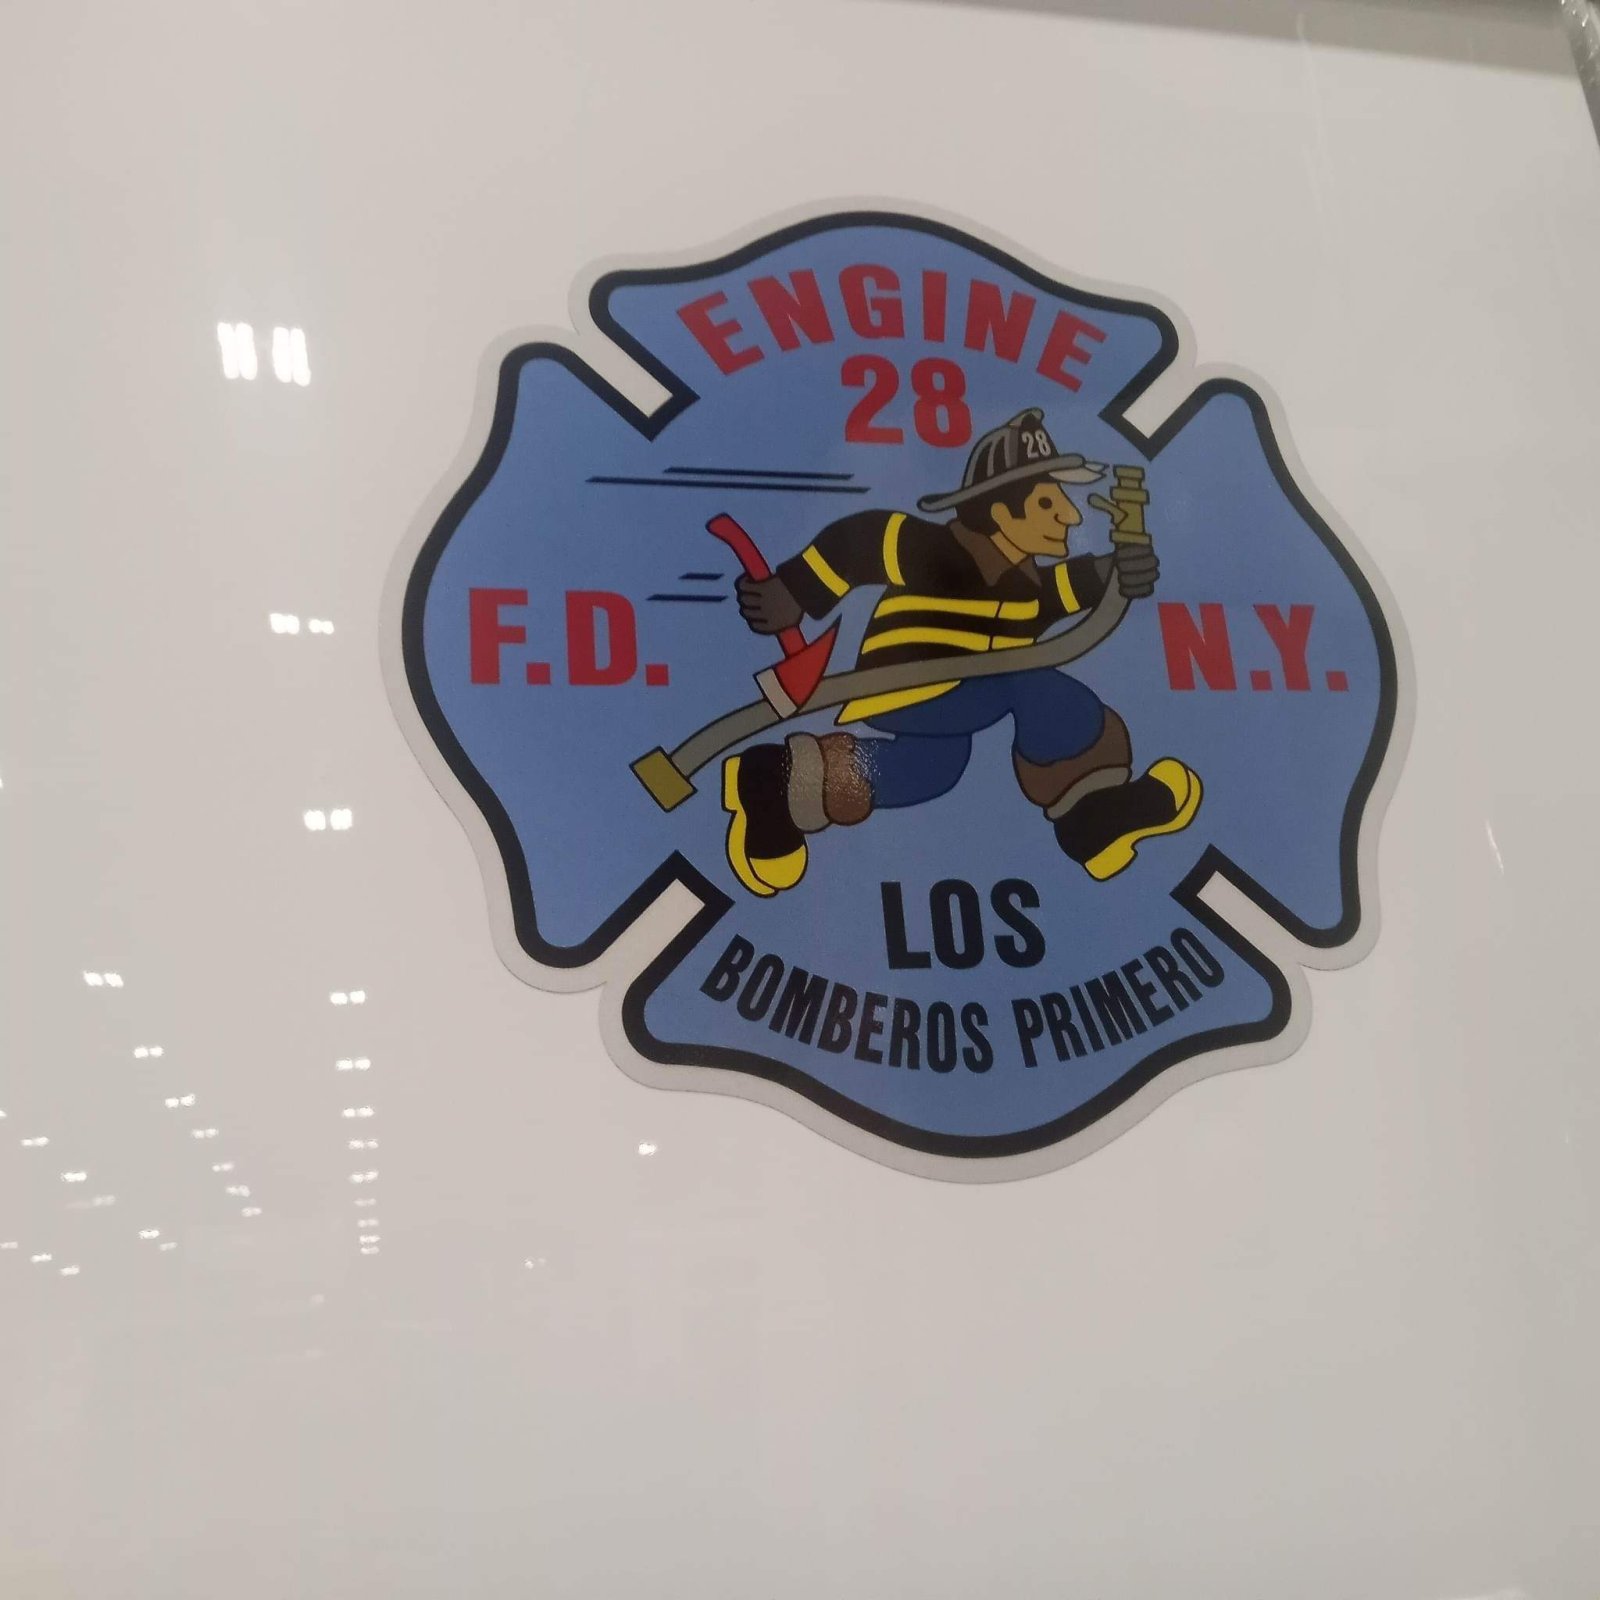 ENGINE
28
28
F.D. N.Y.
LOS
BOMBEROS PRIMERO